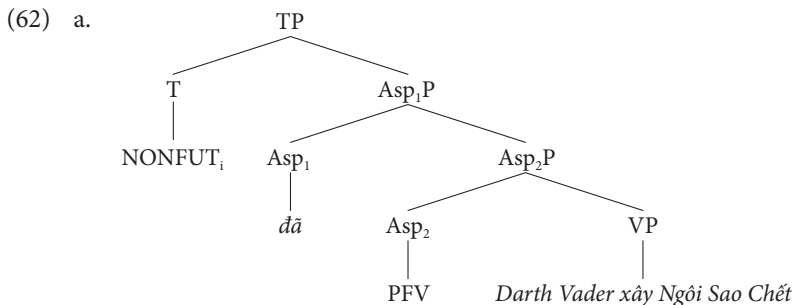 (62) a. TP
T Asp₁P
NONFUTᵢ Asp₁ Asp₂P
đã Asp₂ VP
PFV Darth Vader xây Ngôi Sao Chết